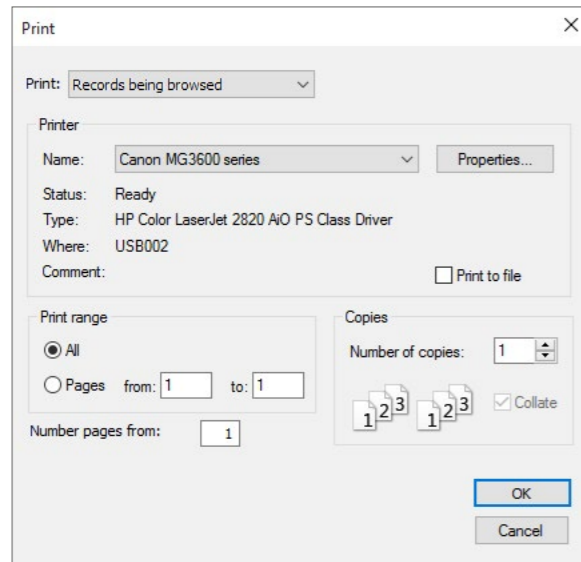 Print
Print: Records being browsed
Printer
Name: Canon MG3600 series Properties...
Status: Ready
Type: HP Color LaserJet 2820 AiO PS Class Driver
Where: USB002
Comment: Print to file
Print range Copies
All Number of copies: 1
Pages from: 1 to: 1
1 2 3 1 2 3 Collate
Number pages from: 1
OK
Cancel